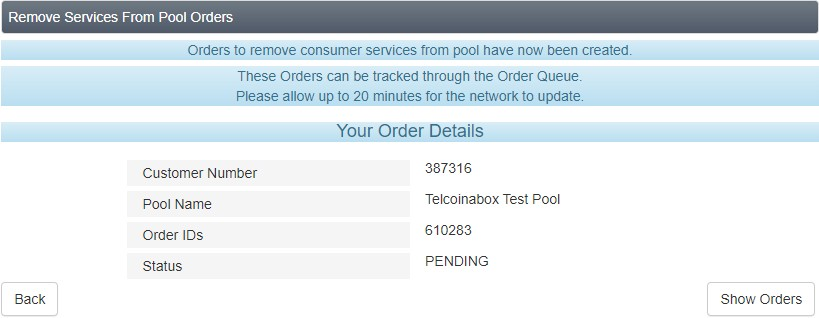 Remove Services From Pool Orders
Orders to remove consumer services from pool have now been created.
These Orders can be tracked through the Order Queue.
Please allow up to 20 minutes for the network to update.
Your Order Details
Customer Number 387316
Pool Name Telcoinabox Test Pool
Order IDs 610283
Status PENDING
Back Show Orders